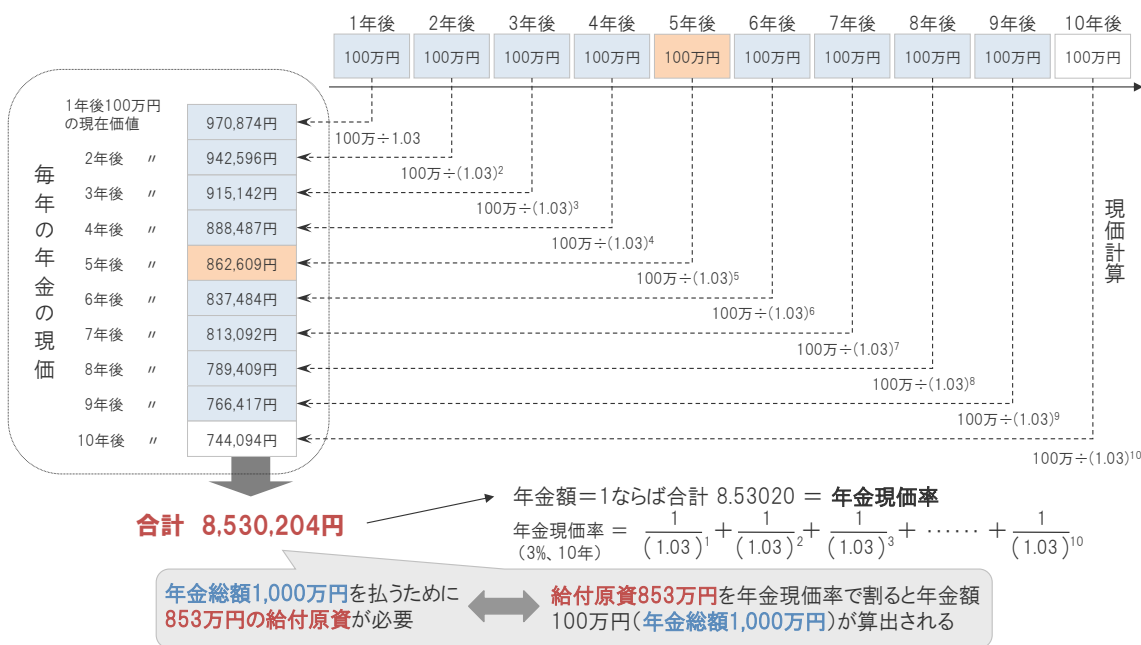 1年後 2年後 3年後 4年後 5年後 6年後 7年後 8年後 9年後 10年後
100万円 100万円 100万円 100万円 100万円 100万円 100万円 100万円 100万円 100万円
毎年の年金の現価
1年後100万円
の現在価値
970,874円
100万÷1.03
2年後 〃 942,596円
100万÷(1.03)²
3年後 〃 915,142円
100万÷(1.03)³
4年後 〃 888,487円
100万÷(1.03)⁴
5年後 〃 862,609円
100万÷(1.03)⁵
6年後 〃 837,484円
100万÷(1.03)⁶
7年後 〃 813,092円
100万÷(1.03)⁷
8年後 〃 789,409円
100万÷(1.03)⁸
9年後 〃 766,417円
100万÷(1.03)⁹
10年後 〃 744,094円
100万÷(1.03)¹⁰
現価計算
合計 8,530,204円
年金額＝1ならば合計 8.53020 ＝ 年金現価率
年金現価率 ＝ 1/(1.03)¹ + 1/(1.03)² + 1/(1.03)³ + ‥‥‥ + 1/(1.03)¹⁰
(3%、10年)
年金総額1,000万円を払うために
853万円の給付原資が必要
給付原資853万円を年金現価率で割ると年金額
100万円(年金総額1,000万円)が算出される